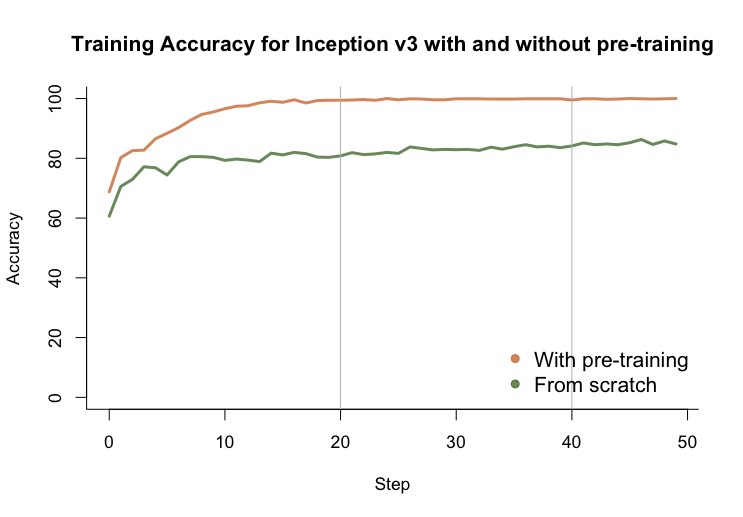 Training Accuracy for Inception v3 with and without pre-training
Accuracy
100
80
60
40
20
0
With pre-training
From scratch
0 10 20 30 40 50
Step